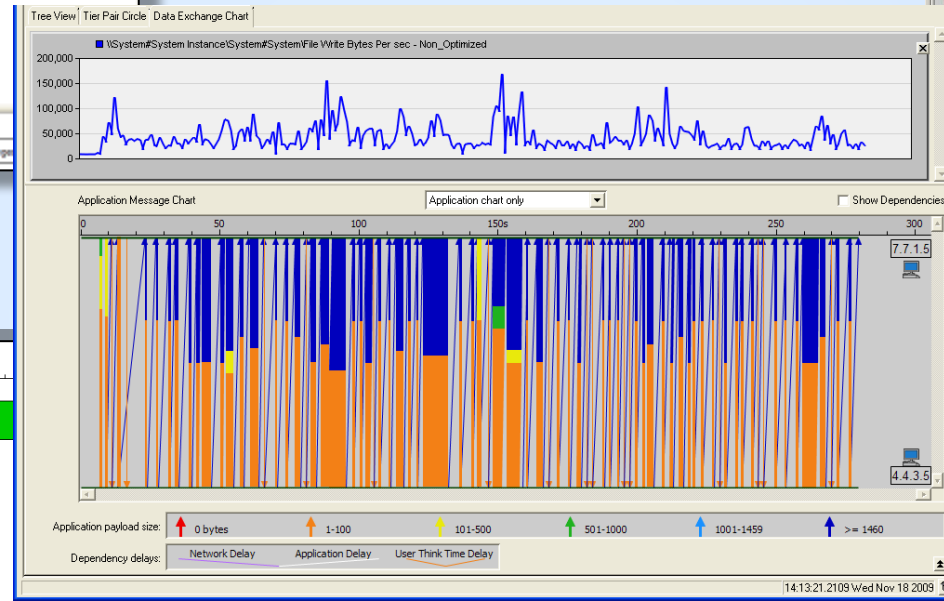 Tree View Tier Pair Circle Data Exchange Chart
\\System#System Instance\System#System\File Write Bytes Per sec - Non_Optimized
200,000
150,000
100,000
50,000
0
Application Message Chart Application chart only Show Dependencies
0 50 100 150s 200 250 300
7.7.1.5
4.4.3.5
Application payload size: 0 bytes 1-100 101-500 501-1000 1001-1459 >= 1460
Dependency delays: Network Delay Application Delay User Think Time Delay
14:13:21.2109 Wed Nov 18 2009